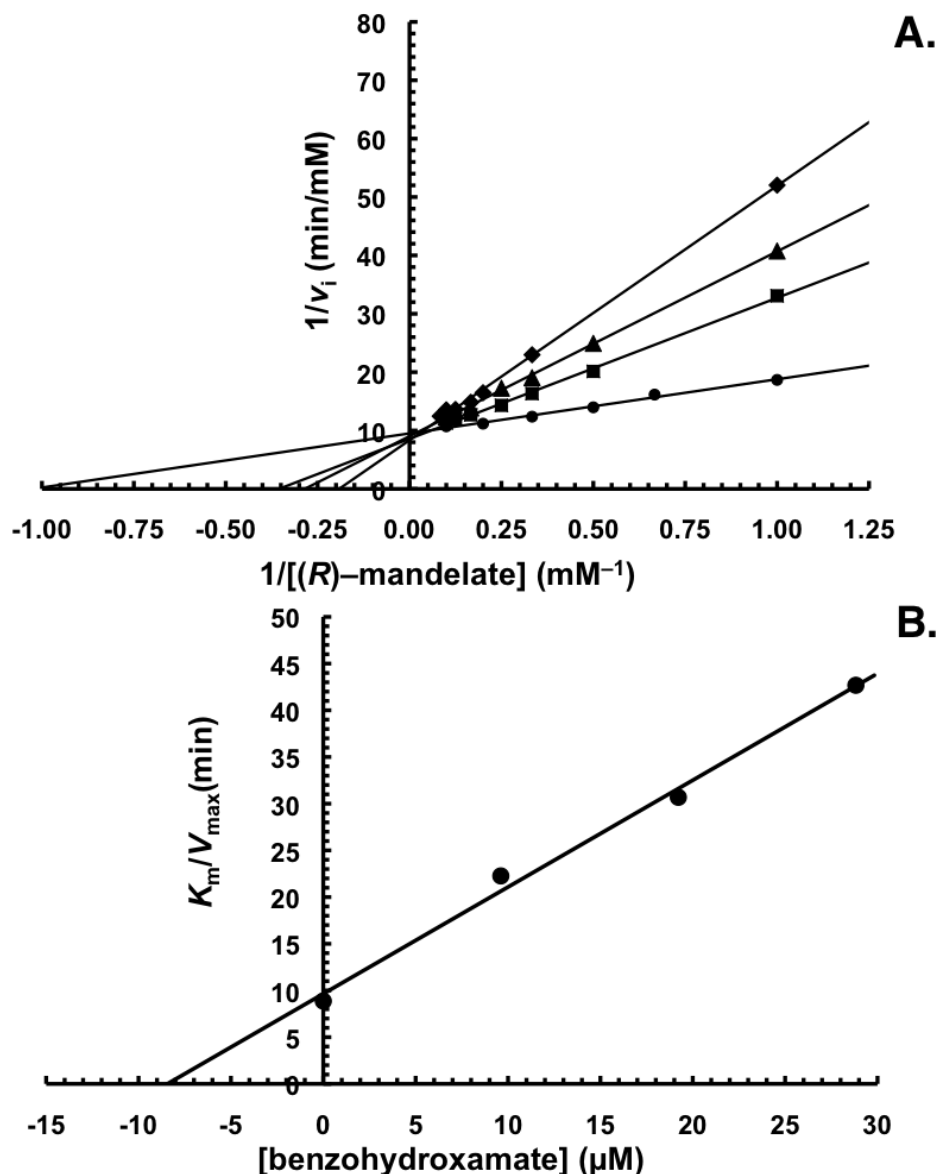 A.
80
70
60
50
40
30
20
10
0
1/vi (min/mM)
-1.00 -0.75 -0.50 -0.25 0.00 0.25 0.50 0.75 1.00 1.25
1/[(R)–mandelate] (mM–1)
B.
50
45
40
35
30
25
20
15
10
5
0
Km/Vmax(min)
-15 -10 -5 0 5 10 15 20 25 30
[benzohydroxamate] (µM)